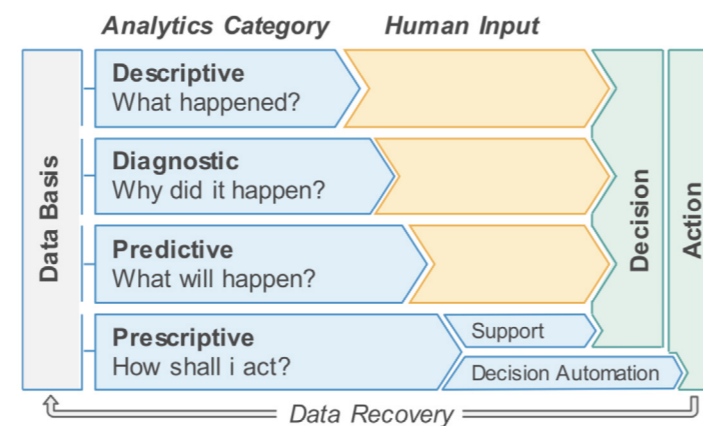 Analytics Category
Human Input
Data Basis
Descriptive
What happened?
Diagnostic
Why did it happen?
Predictive
What will happen?
Prescriptive
How shall i act?
Support
Decision Automation
Decision
Action
Data Recovery